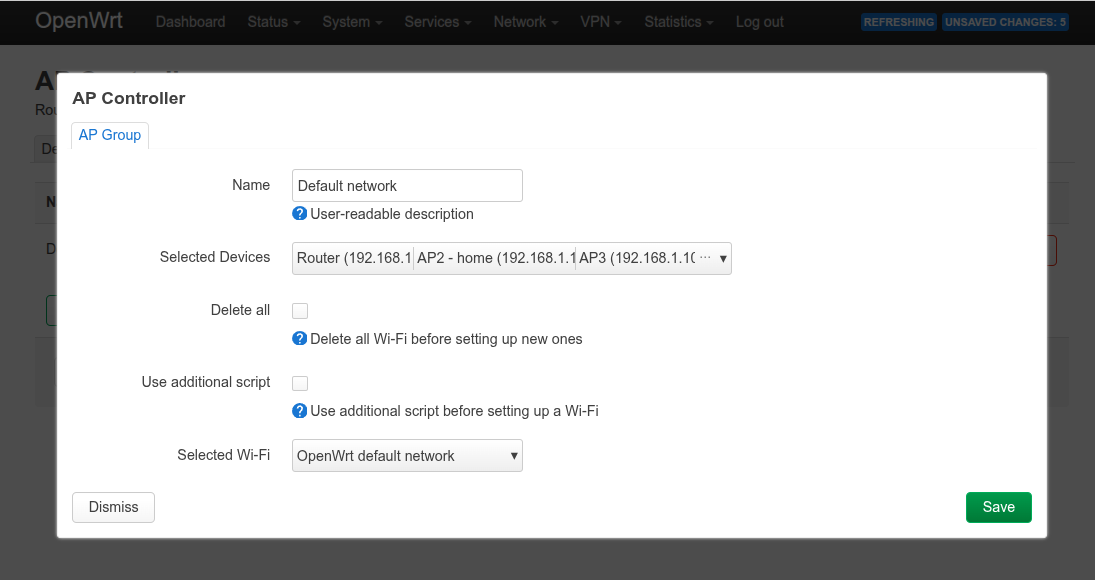 OpenWrt Dashboard Status System Services Network VPN Statistics Log out REFRESHING UNSAVED CHANGES: 5
AP Controller
AP Group
Name Default network
User-readable description
Selected Devices Router (192.168.1 AP2 - home (192.168.1.1 AP3 (192.168.1.10 ...
Delete all
Delete all Wi-Fi before setting up new ones
Use additional script
Use additional script before setting up a Wi-Fi
Selected Wi-Fi OpenWrt default network
Dismiss Save